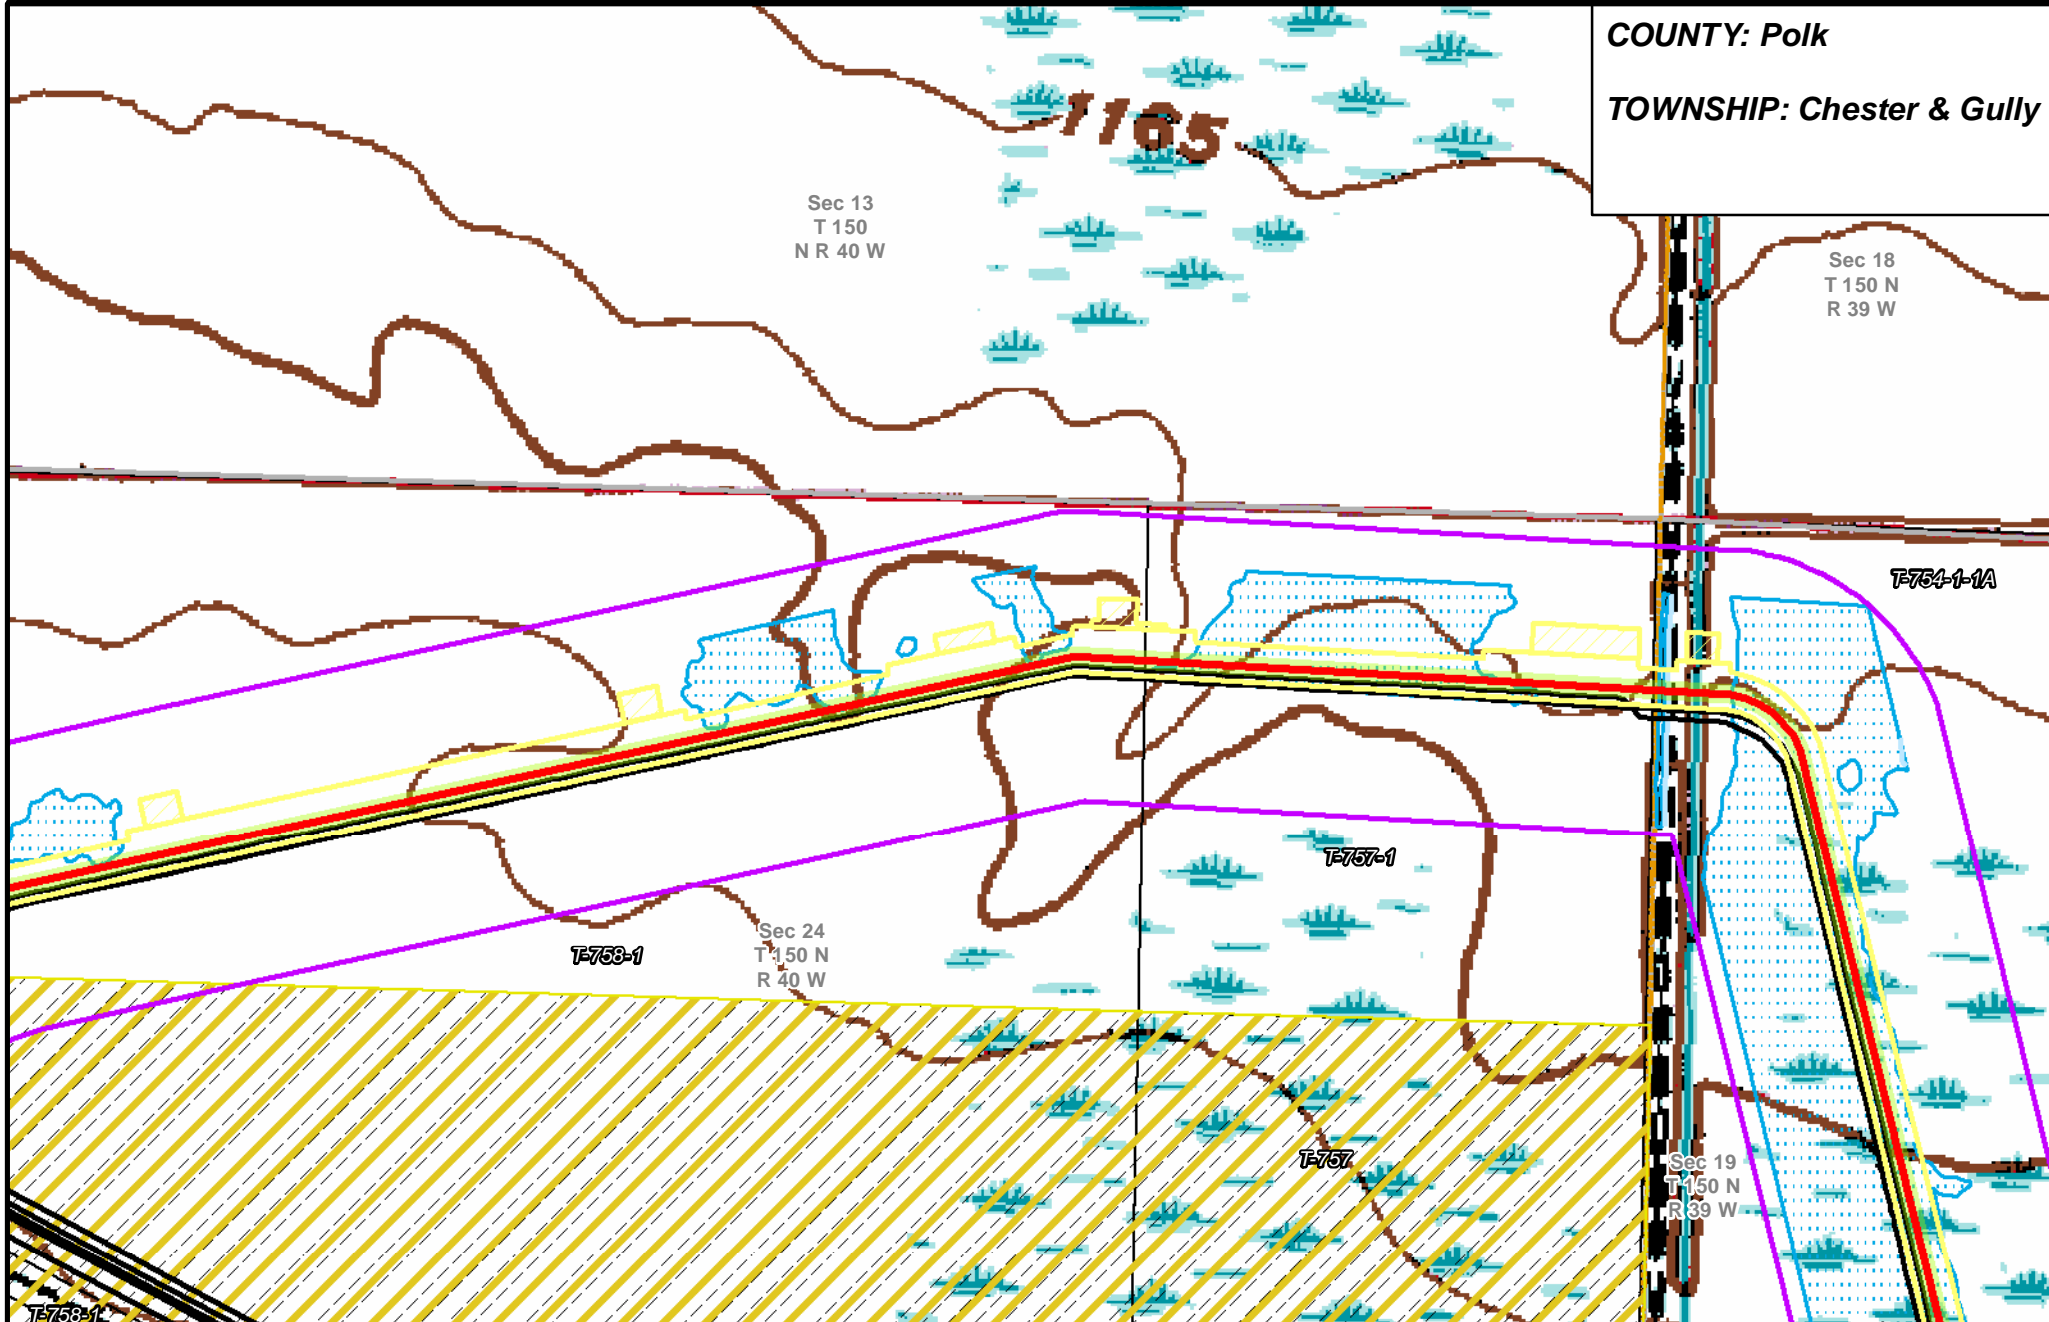 COUNTY: Polk
TOWNSHIP: Chester & Gully
1165
Sec 13
T 150
N R 40 W
Sec 18
T 150 N
R 39 W
T-754-1-1A
T-757-1
Sec 24
T 150 N
R 40 W
T-758-1
T-757
Sec 19
T 150 N
R 39 W
T-758-1